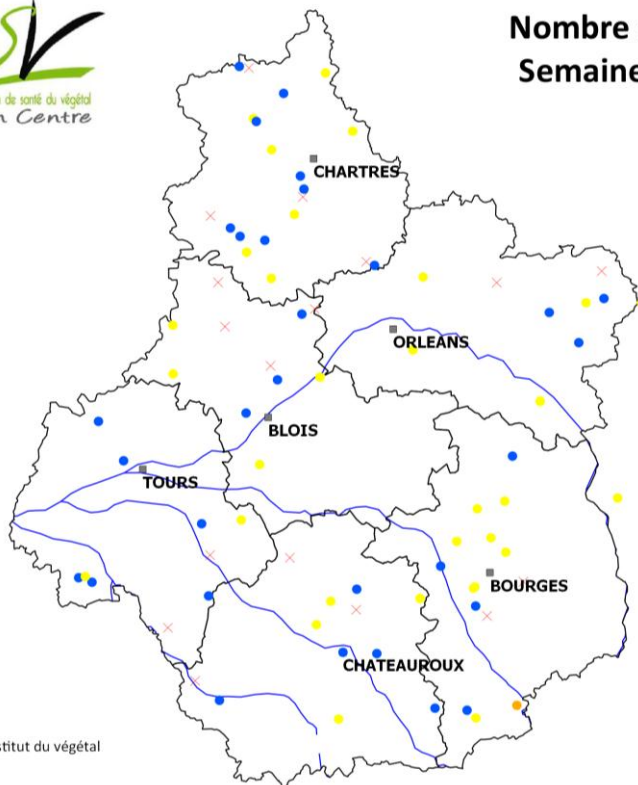 Nombre
Semaine
de santé du végétal
Centre
CHARTRES
ORLEANS
BLOIS
TOURS
BOURGES
CHATEAUROUX
stitut du végétal